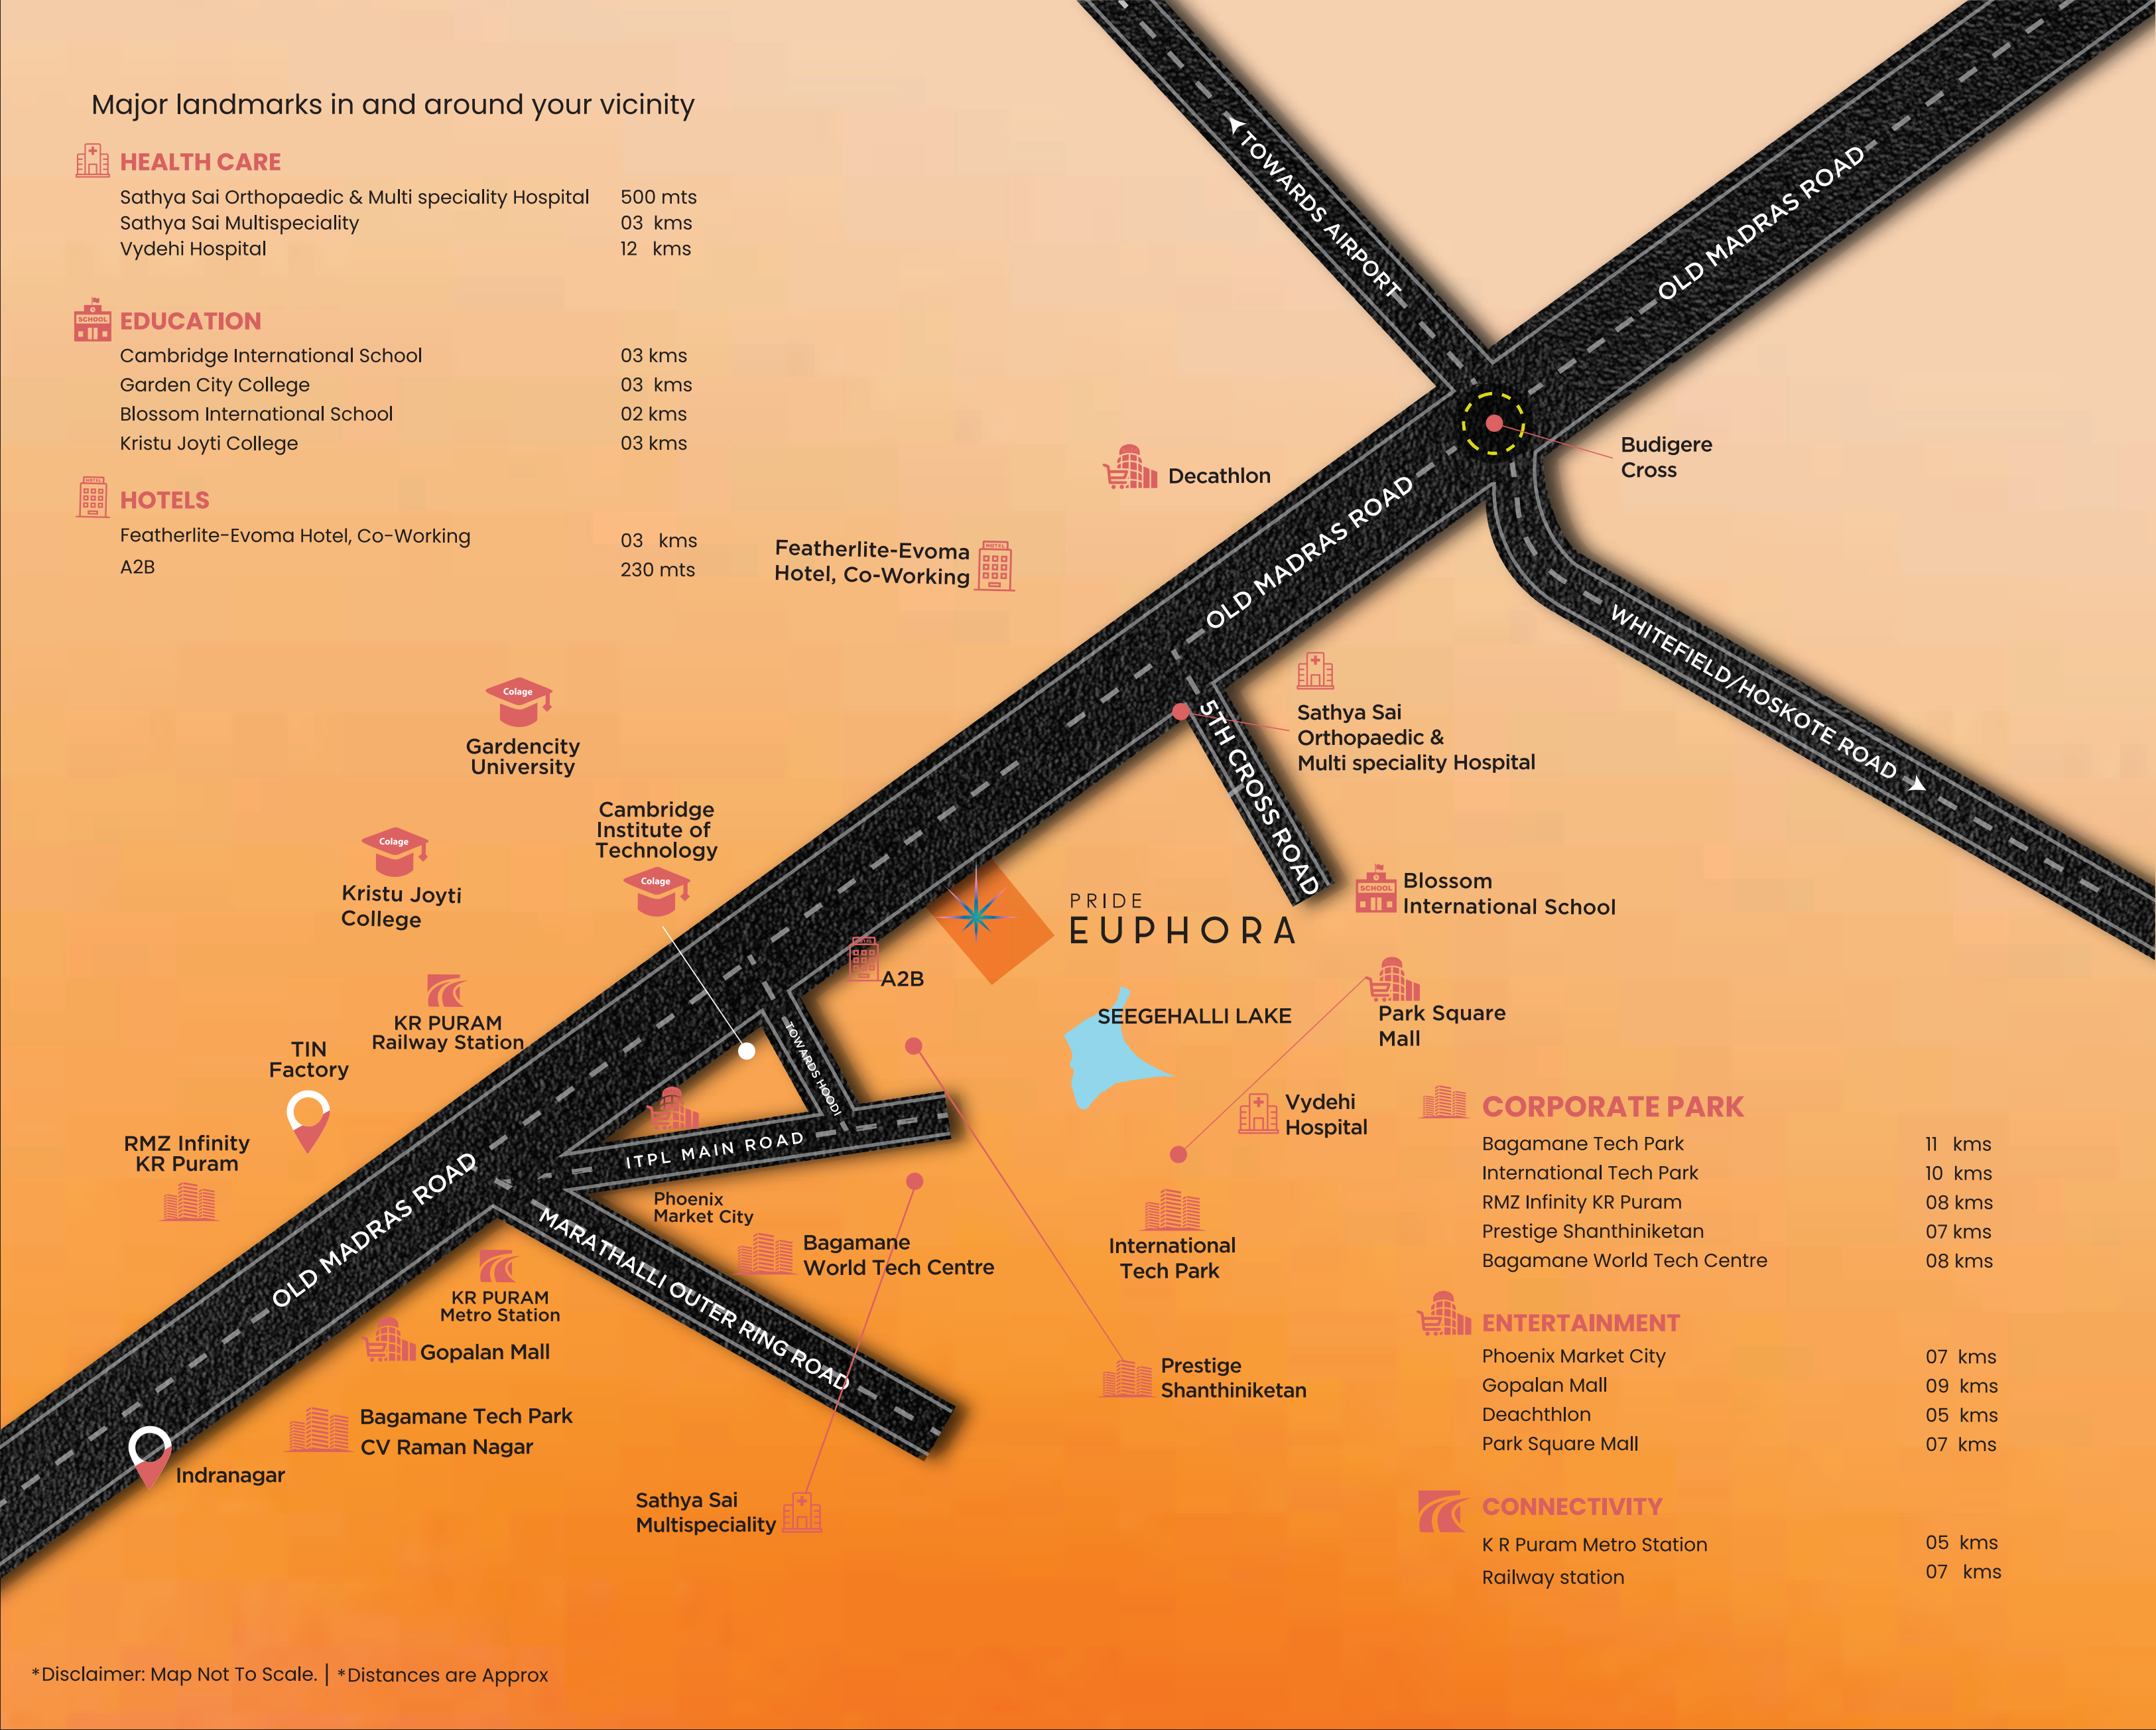 Major landmarks in and around your vicinity
HEALTH CARE
Sathya Sai Orthopaedic & Multi speciality Hospital 500 mts
Sathya Sai Multispeciality 03 kms
Vydehi Hospital 12 kms
SCHOOL
EDUCATION
Cambridge International School 03 kms
Garden City College 03 kms
Blossom International School 02 kms
Kristu Joyti College 03 kms
HOTEL
HOTELS
Featherlite-Evoma Hotel, Co-Working 03 kms
A2B 230 mts
TOWARDS AIRPORT
OLD MADRAS ROAD
Budigere
Cross
Decathlon
OLD MADRAS ROAD
Featherlite-Evoma
Hotel, Co-Working
HOTEL
WHITEFIELD/HOSKOTE ROAD
Sathya Sai
Orthopaedic &
Multi speciality Hospital
5TH CROSS ROAD
Colage
Gardencity
University
Cambridge
Institute of
Technology
Colage
Colage
Kristu Joyti
College
SCHOOL
Blossom
International School
PRIDE
EUPHORA
A2B
KR PURAM
Railway Station
SEEGEHALLI LAKE
Park Square
Mall
TIN
Factory
TOWARDS HOODI
Vydehi
Hospital
RMZ Infinity
KR Puram
ITPL MAIN ROAD
OLD MADRAS ROAD
Phoenix
Market City
MARATHALLI OUTER RING ROAD
Bagamane
World Tech Centre
International
Tech Park
KR PURAM
Metro Station
Gopalan Mall
Prestige
Shanthiniketan
Bagamane Tech Park
CV Raman Nagar
Indranagar
Sathya Sai
Multispeciality
CORPORATE PARK
Bagamane Tech Park 11 kms
International Tech Park 10 kms
RMZ Infinity KR Puram 08 kms
Prestige Shanthiniketan 07 kms
Bagamane World Tech Centre 08 kms
ENTERTAINMENT
Phoenix Market City 07 kms
Gopalan Mall 09 kms
Deachthlon 05 kms
Park Square Mall 07 kms
CONNECTIVITY
K R Puram Metro Station 05 kms
Railway station 07 kms
*Disclaimer: Map Not To Scale. | *Distances are Approx